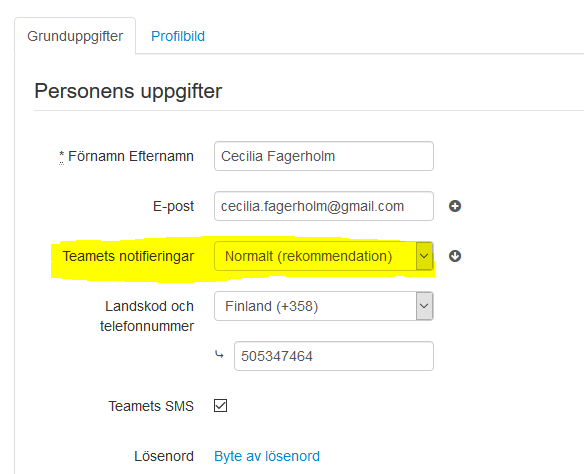 Grunduppgifter Profilbild
Personens uppgifter
* Förnamn Efternamn Cecilia Fagerholm
E-post cecilia.fagerholm@gmail.com
Teamets notifieringar Normalt (rekommendation)
Landskod och Finland (+358)
telefonnummer
505347464
Teamets SMS
Lösenord Byte av lösenord